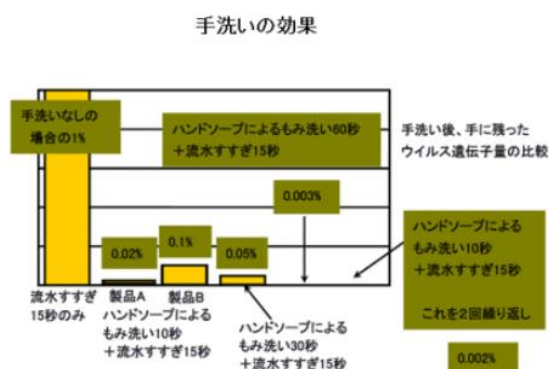 手洗いの効果
手洗いなしの
場合の1%
ハンドソープによるもみ洗い60秒
+流水すすぎ15秒
手洗い後、手に残った
ウイルス遺伝子量の比較
0.003%
0.02%
0.1%
0.05%
ハンドソープによる
もみ洗い10秒
+流水すすぎ15秒
これを2回繰り返し
流水すすぎ
15秒のみ
製品A
製品B
ハンドソープによる
もみ洗い10秒
+流水すすぎ15秒
ハンドソープによる
もみ洗い30秒
+流水すすぎ15秒
0.002%